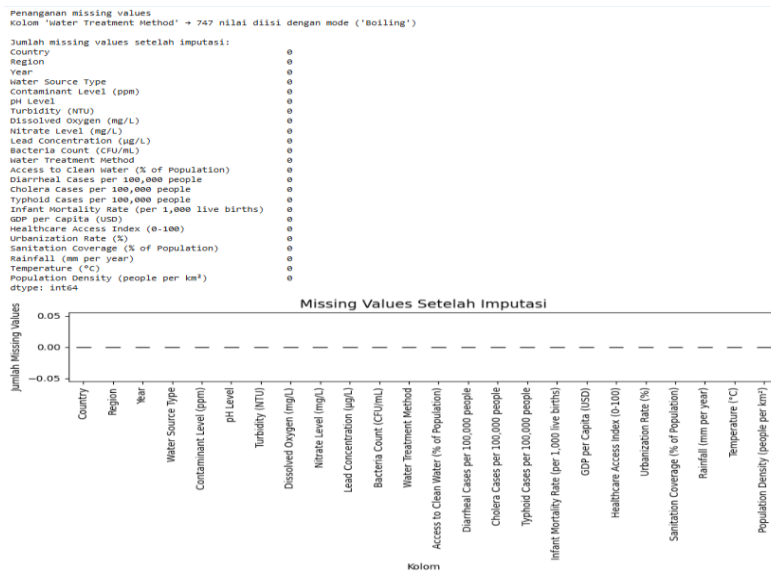 Penanganan missing values
Kolom 'Water Treatment Method' → 747 nilai diisi dengan mode ('Boiling')
Jumlah missing values setelah imputasi:
Country 0
Region 0
Year 0
Water Source Type 0
Contaminant Level (ppm) 0
pH Level 0
Turbidity (NTU) 0
Dissolved Oxygen (mg/L) 0
Nitrate Level (mg/L) 0
Lead Concentration (µg/L) 0
Bacteria Count (CFU/mL) 0
Water Treatment Method 0
Access to Clean Water (% of Population) 0
Diarrheal Cases per 100,000 people 0
Cholera Cases per 100,000 people 0
Typhoid Cases per 100,000 people 0
Infant Mortality Rate (per 1,000 live births) 0
GDP per Capita (USD) 0
Healthcare Access Index (0-100) 0
Urbanization Rate (%) 0
Sanitation Coverage (% of Population) 0
Rainfall (mm per year) 0
Temperature (°C) 0
Population Density (people per km²) 0
dtype: int64
Missing Values Setelah Imputasi
Jumlah Missing Values
0.05
0.00
−0.05
Country
Region
Year
Water Source Type
Contaminant Level (ppm)
pH Level
Turbidity (NTU)
Dissolved Oxygen (mg/L)
Nitrate Level (mg/L)
Lead Concentration (µg/L)
Bacteria Count (CFU/mL)
Water Treatment Method
Access to Clean Water (% of Population)
Diarrheal Cases per 100,000 people
Cholera Cases per 100,000 people
Typhoid Cases per 100,000 people
Infant Mortality Rate (per 1,000 live births)
GDP per Capita (USD)
Healthcare Access Index (0-100)
Urbanization Rate (%)
Sanitation Coverage (% of Population)
Rainfall (mm per year)
Temperature (°C)
Population Density (people per km²)
Kolom